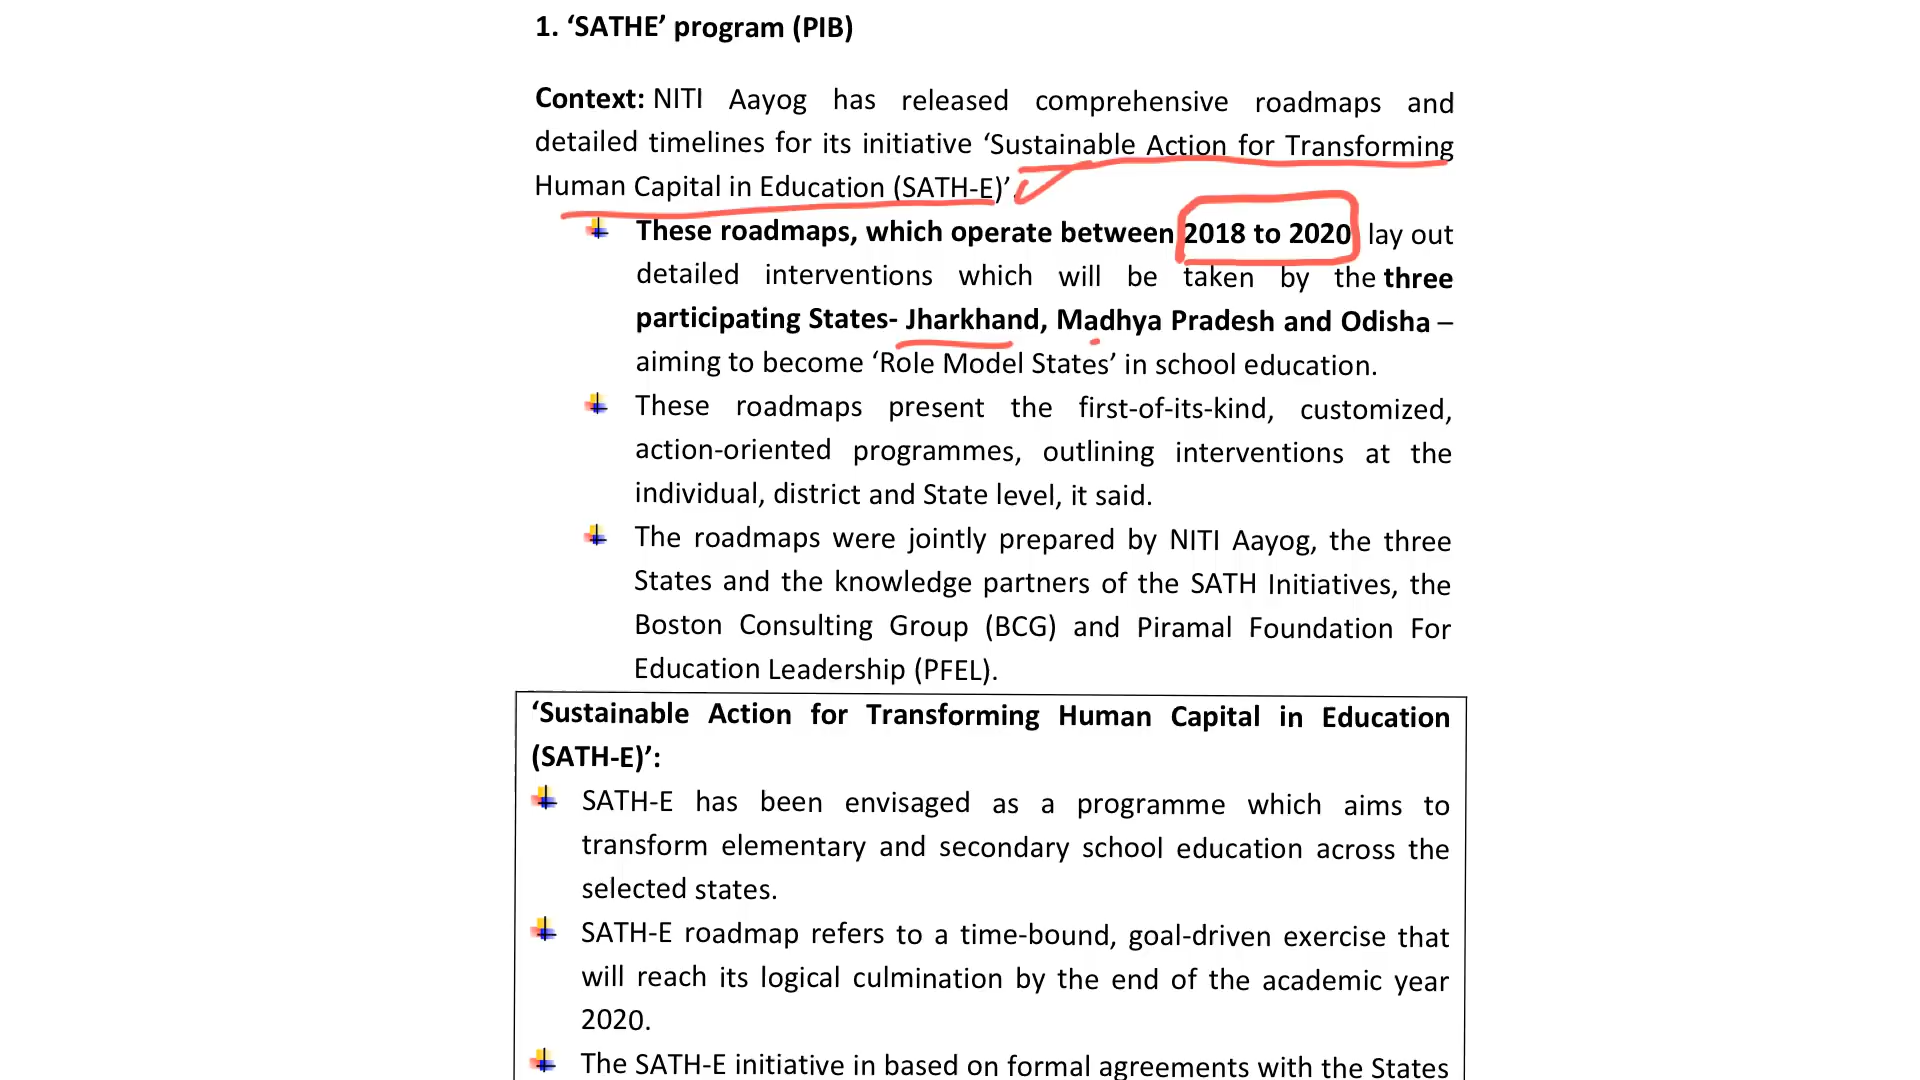 1. ‘SATHE’ program (PIB)
Context: NITI Aayog has released comprehensive roadmaps and
detailed timelines for its initiative ‘Sustainable Action for Transforming
Human Capital in Education (SATH-E)’.
These roadmaps, which operate between 2018 to 2020 lay out
detailed interventions which will be taken by the three
participating States- Jharkhand, Madhya Pradesh and Odisha –
aiming to become ‘Role Model States’ in school education.
These roadmaps present the first-of-its-kind, customized,
action-oriented programmes, outlining interventions at the
individual, district and State level, it said.
The roadmaps were jointly prepared by NITI Aayog, the three
States and the knowledge partners of the SATH Initiatives, the
Boston Consulting Group (BCG) and Piramal Foundation For
Education Leadership (PFEL).
‘Sustainable Action for Transforming Human Capital in Education
(SATH-E)’:
SATH-E has been envisaged as a programme which aims to
transform elementary and secondary school education across the
selected states.
SATH-E roadmap refers to a time-bound, goal-driven exercise that
will reach its logical culmination by the end of the academic year
2020.
The SATH-E initiative in based on formal agreements with the States